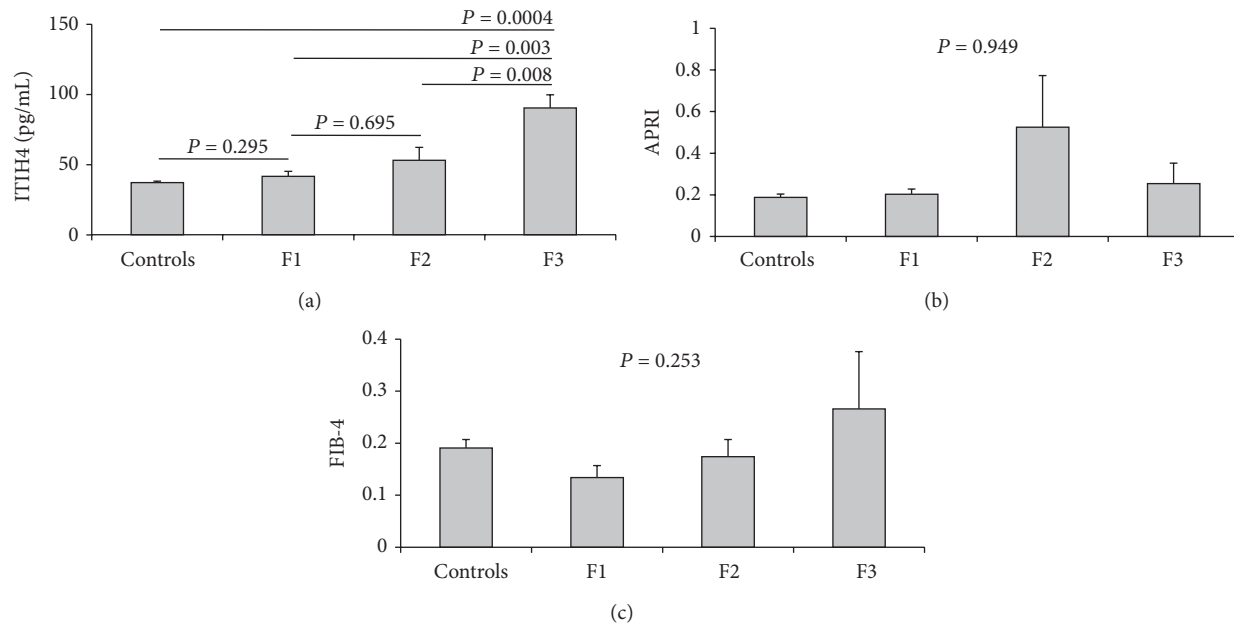 150
100
50
0
ITIH4 (pg/mL)
P = 0.0004
P = 0.003
P = 0.008
P = 0.695
P = 0.295
Controls F1 F2 F3
(a)
1
0.8
0.6
0.4
0.2
0
APRI
P = 0.949
Controls F1 F2 F3
(b)
0.4
0.3
0.2
0.1
0
FIB-4
P = 0.253
Controls F1 F2 F3
(c)